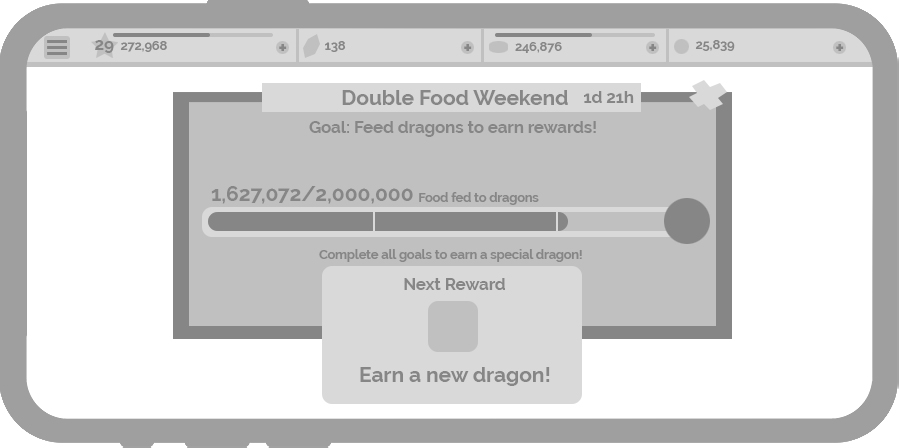 29 272,968 138 246,876 25,839
Double Food Weekend 1d 21h
Goal: Feed dragons to earn rewards!
1,627,072/2,000,000 Food fed to dragons
Complete all goals to earn a special dragon!
Next Reward
Earn a new dragon!